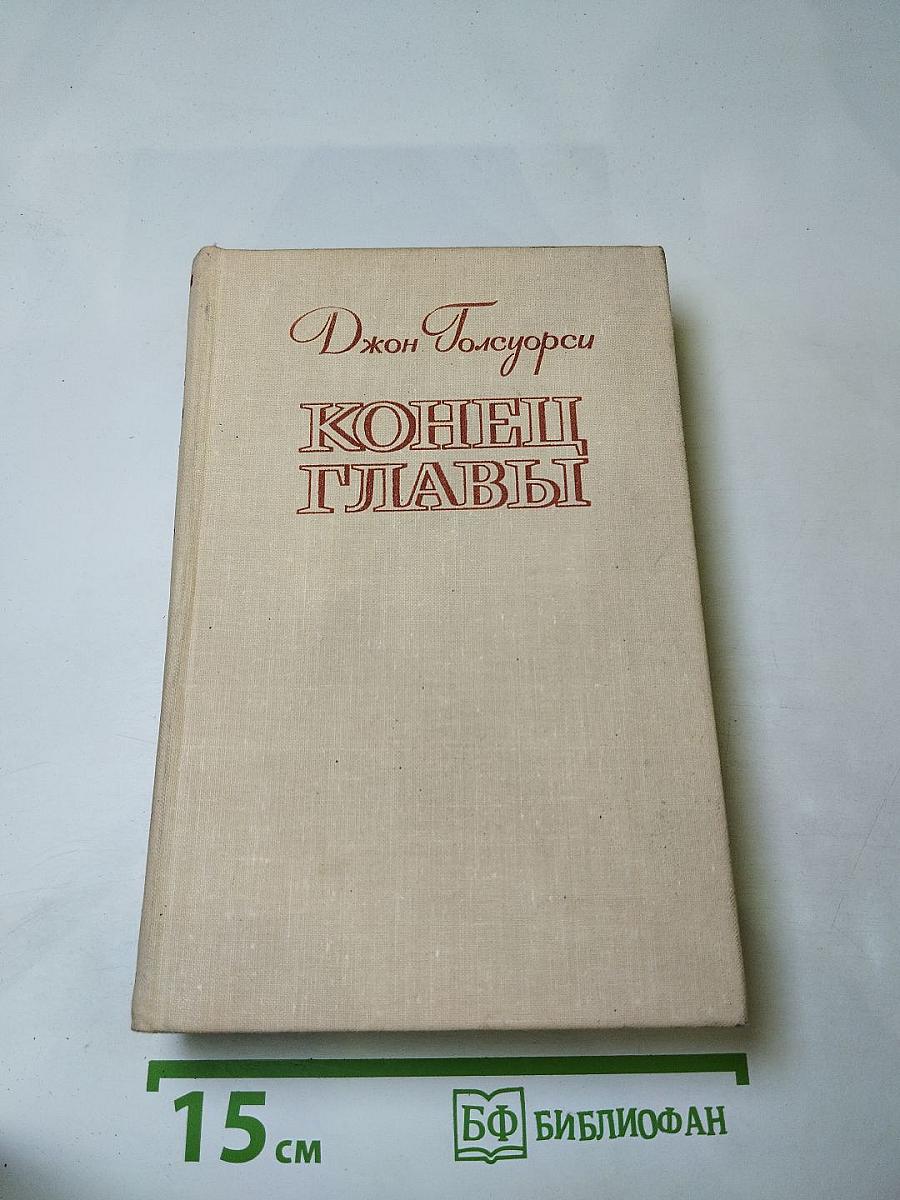 Джон Голсуорси
КОНЕЦ
ГЛАВЫ
15 см
БФ БИБЛИОФАН